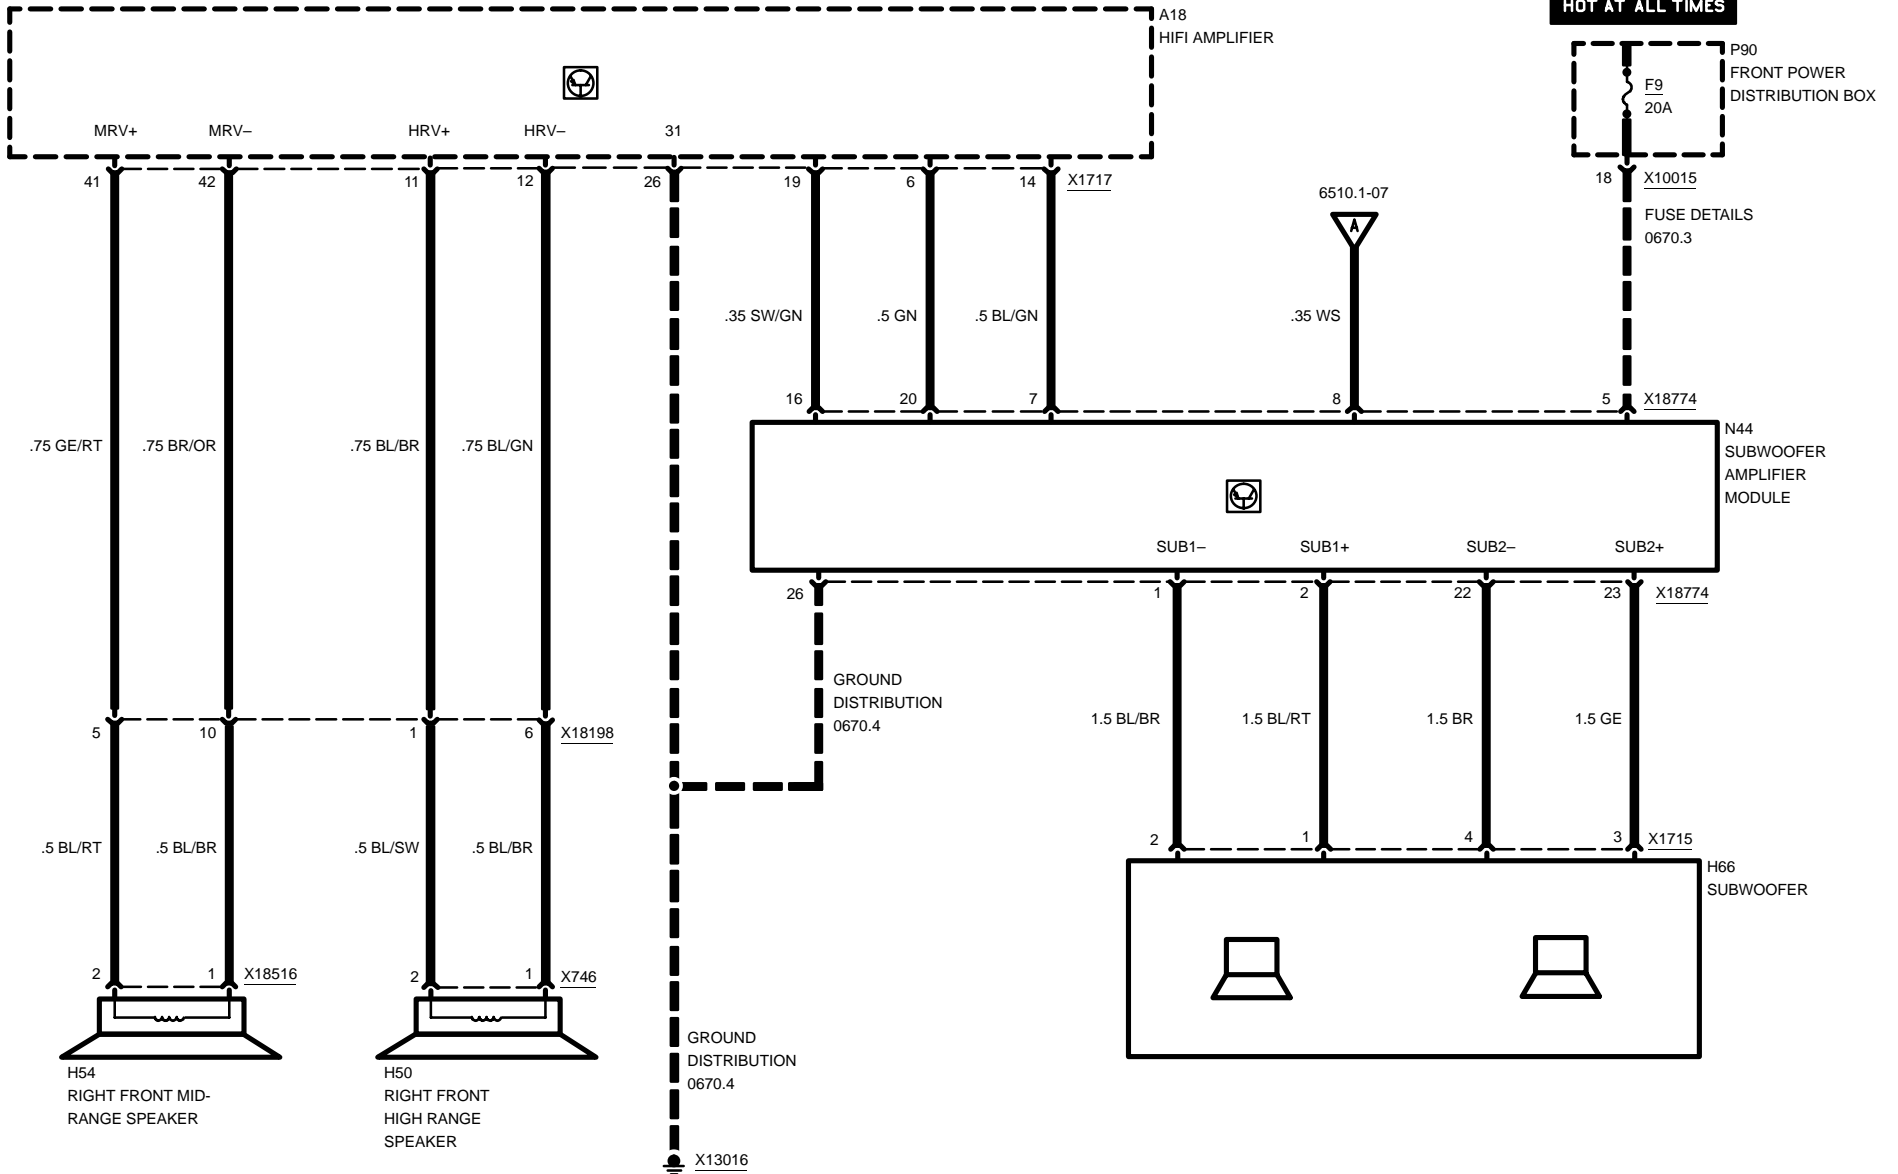 HOT AT ALL TIMES
A18
HIFI AMPLIFIER
P90
FRONT POWER
DISTRIBUTION BOX
F9
20A
MRV+ MRV– HRV+ HRV– 31
41 42 11 12 26 19 6 14 X1717
18 X10015
6510.1-07
A
FUSE DETAILS
0670.3
.35 SW/GN .5 GN .5 BL/GN .35 WS
16 20 7 8 5 X18774
.75 GE/RT .75 BR/OR .75 BL/BR .75 BL/GN
N44
SUBWOOFER
AMPLIFIER
MODULE
SUB1– SUB1+ SUB2– SUB2+
26 1 2 22 23 X18774
GROUND
DISTRIBUTION
0670.4
1.5 BL/BR 1.5 BL/RT 1.5 BR 1.5 GE
5 10 1 6 X18198
.5 BL/RT .5 BL/BR .5 BL/SW .5 BL/BR
2 1 4 3 X1715
H66
SUBWOOFER
2 1 X18516 2 1 X746
H54
RIGHT FRONT MID-
RANGE SPEAKER
H50
RIGHT FRONT
HIGH RANGE
SPEAKER
GROUND
DISTRIBUTION
0670.4
X13016